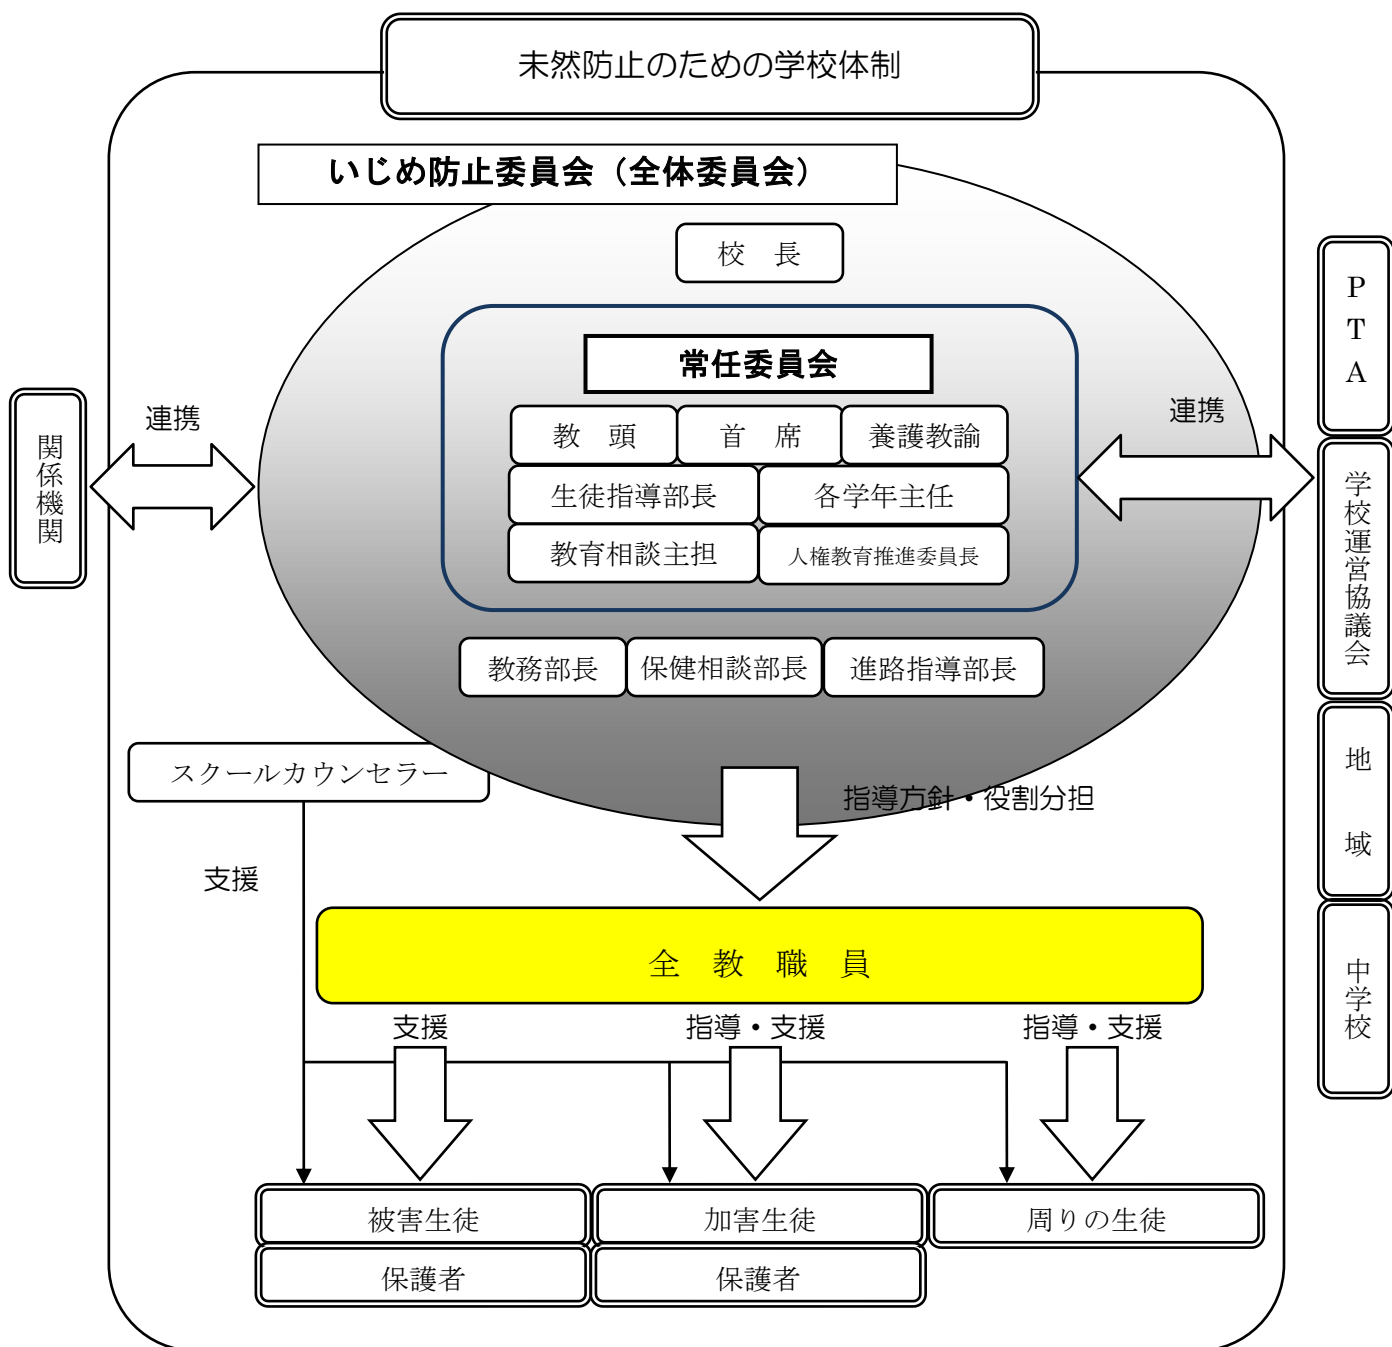 未然防止のための学校体制
いじめ防止委員会（全体委員会）
校　長
常任委員会
教　頭
首　席
養護教諭
生徒指導部長
各学年主任
教育相談主担
人権教育推進委員長
教務部長
保健相談部長
進路指導部長
連携
関係機関
連携
PTA
学校運営協議会
地　域
中学校
スクールカウンセラー
指導方針・役割分担
支援
全　教　職　員
支援
指導・支援
指導・支援
被害生徒
加害生徒
周りの生徒
保護者
保護者